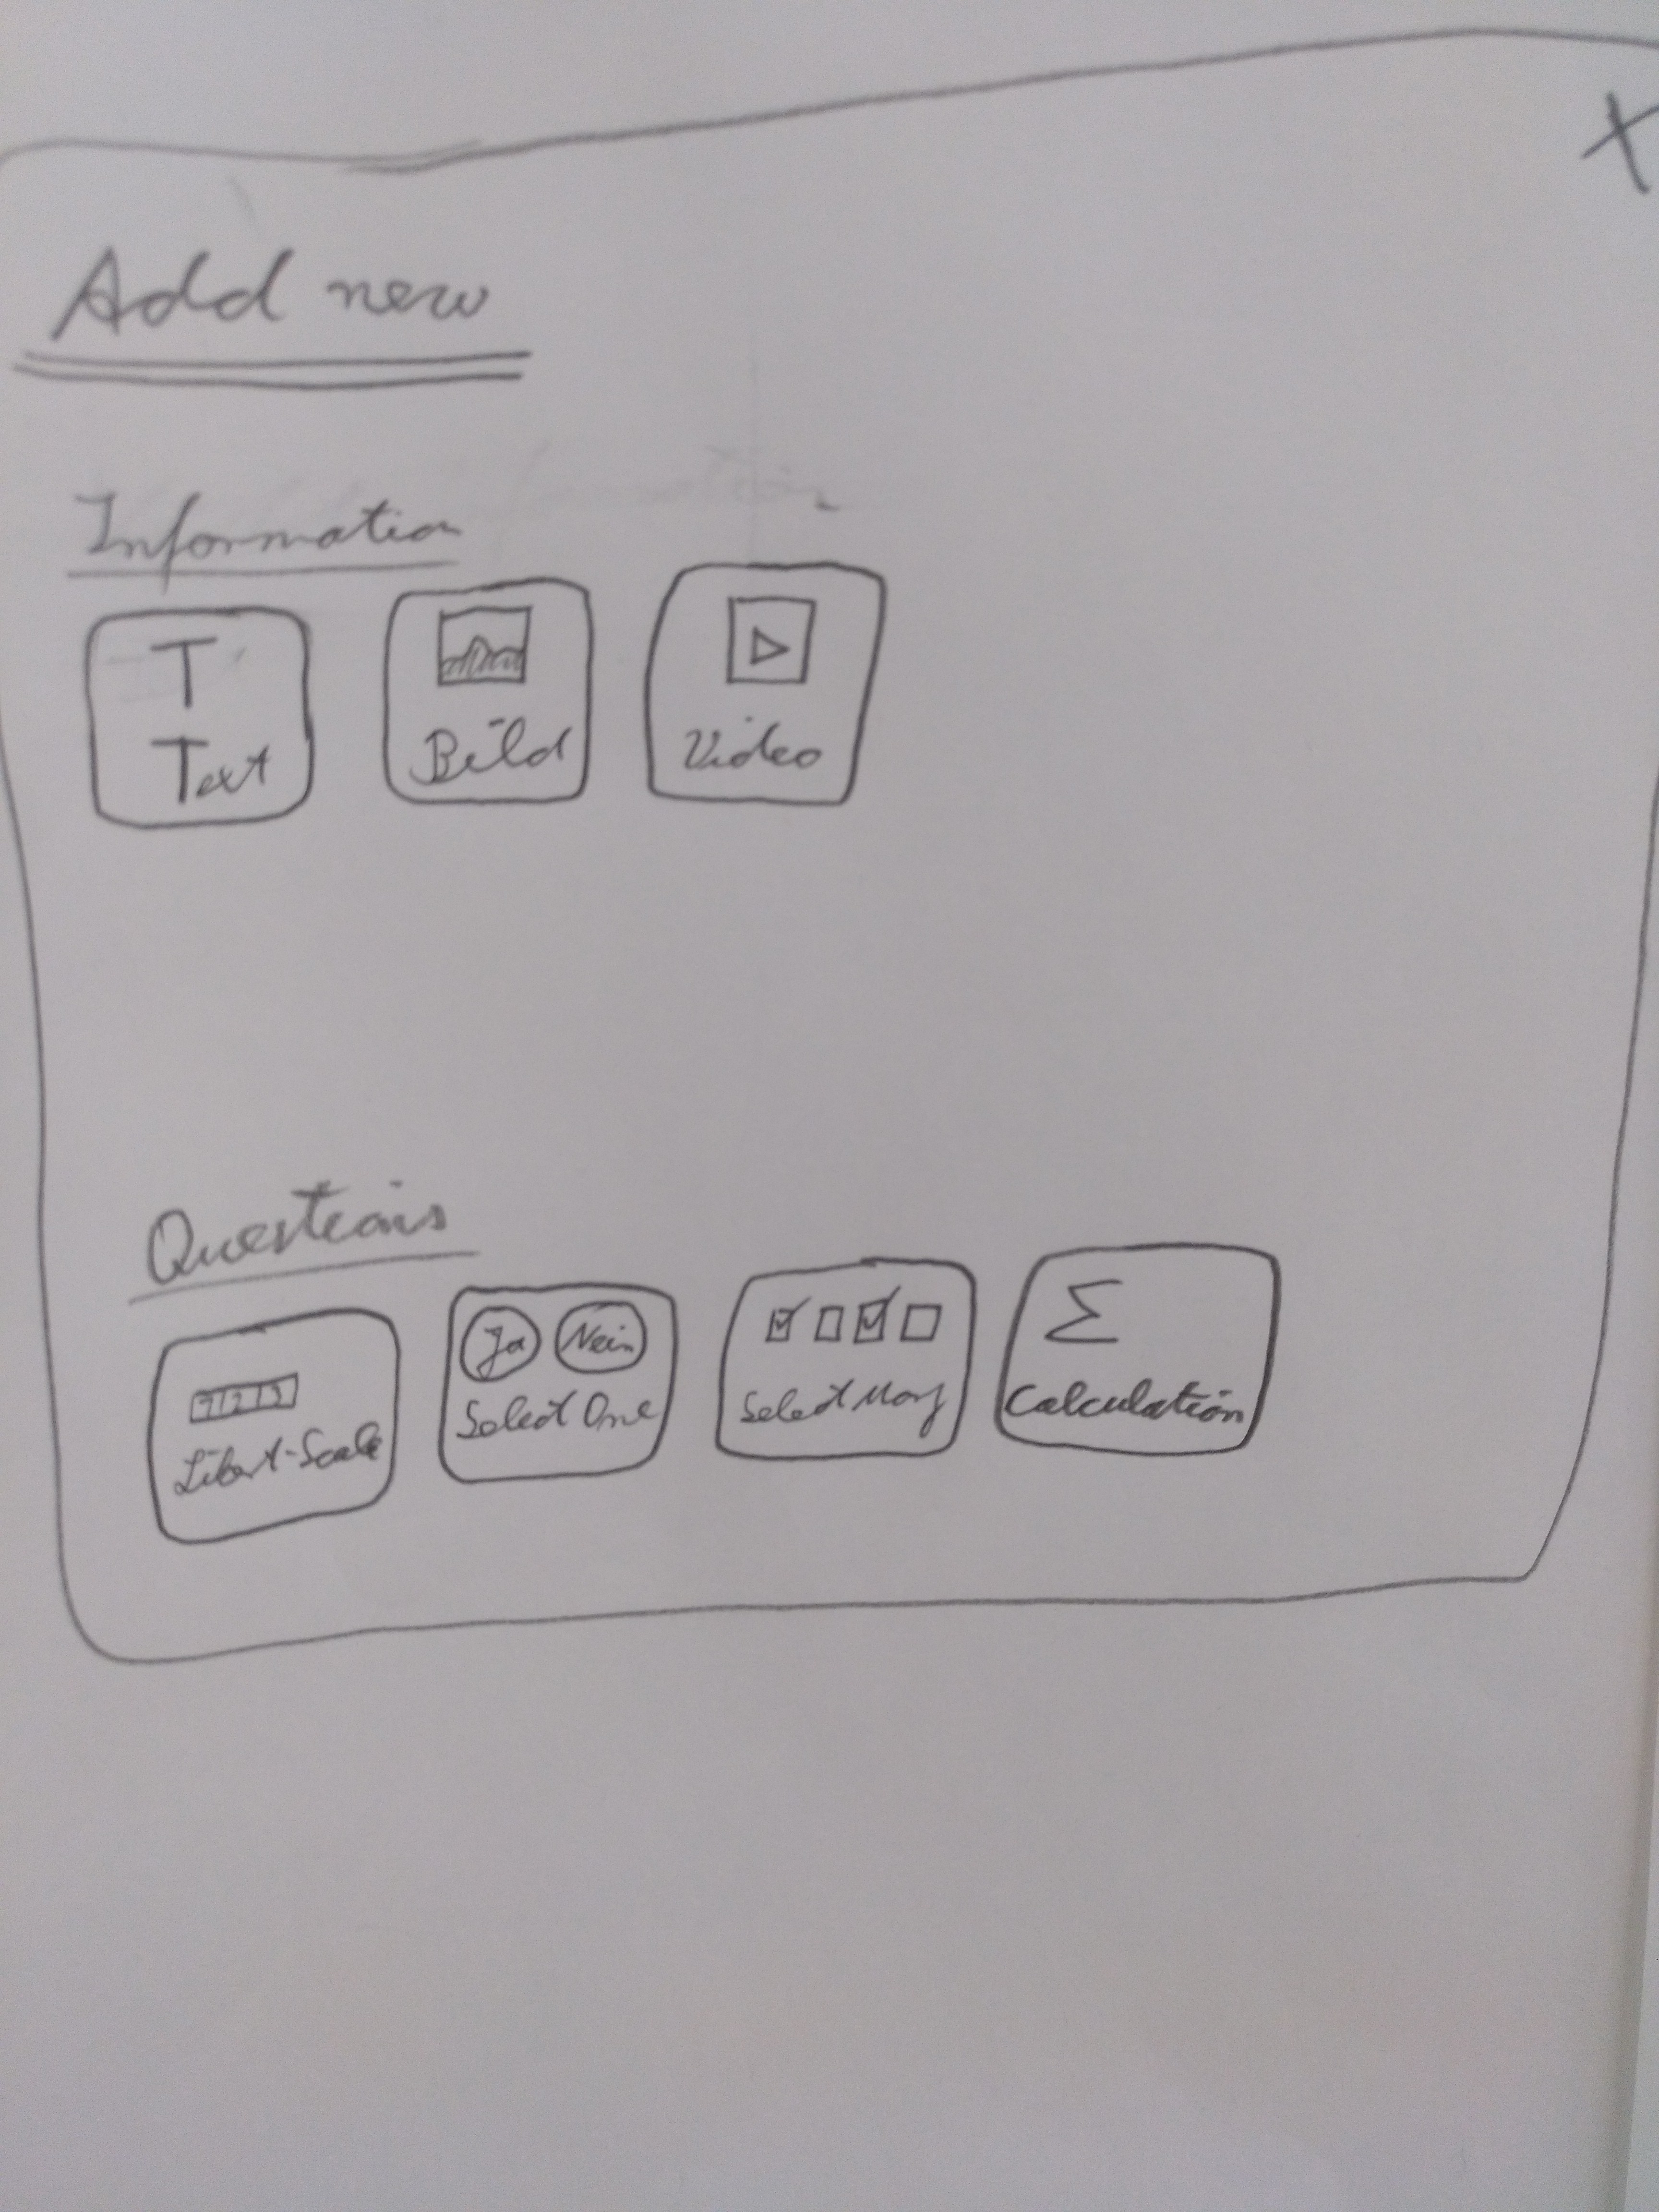 X
Add new
Information
T
Text
Bild
Video
Questions
1 2 3
Likert-Scale
Ja Nein
Select One
Select Many
Σ
Calculation